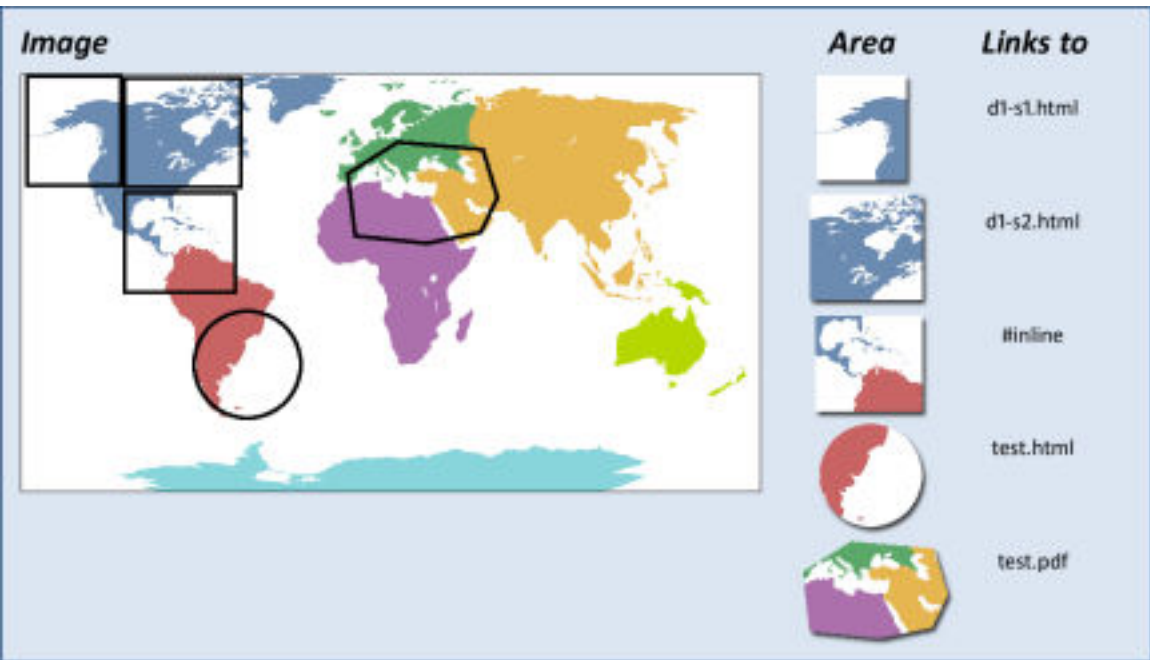 Image
Area
Links to
d1-s1.html
d1-s2.html
#inline
test.html
test.pdf